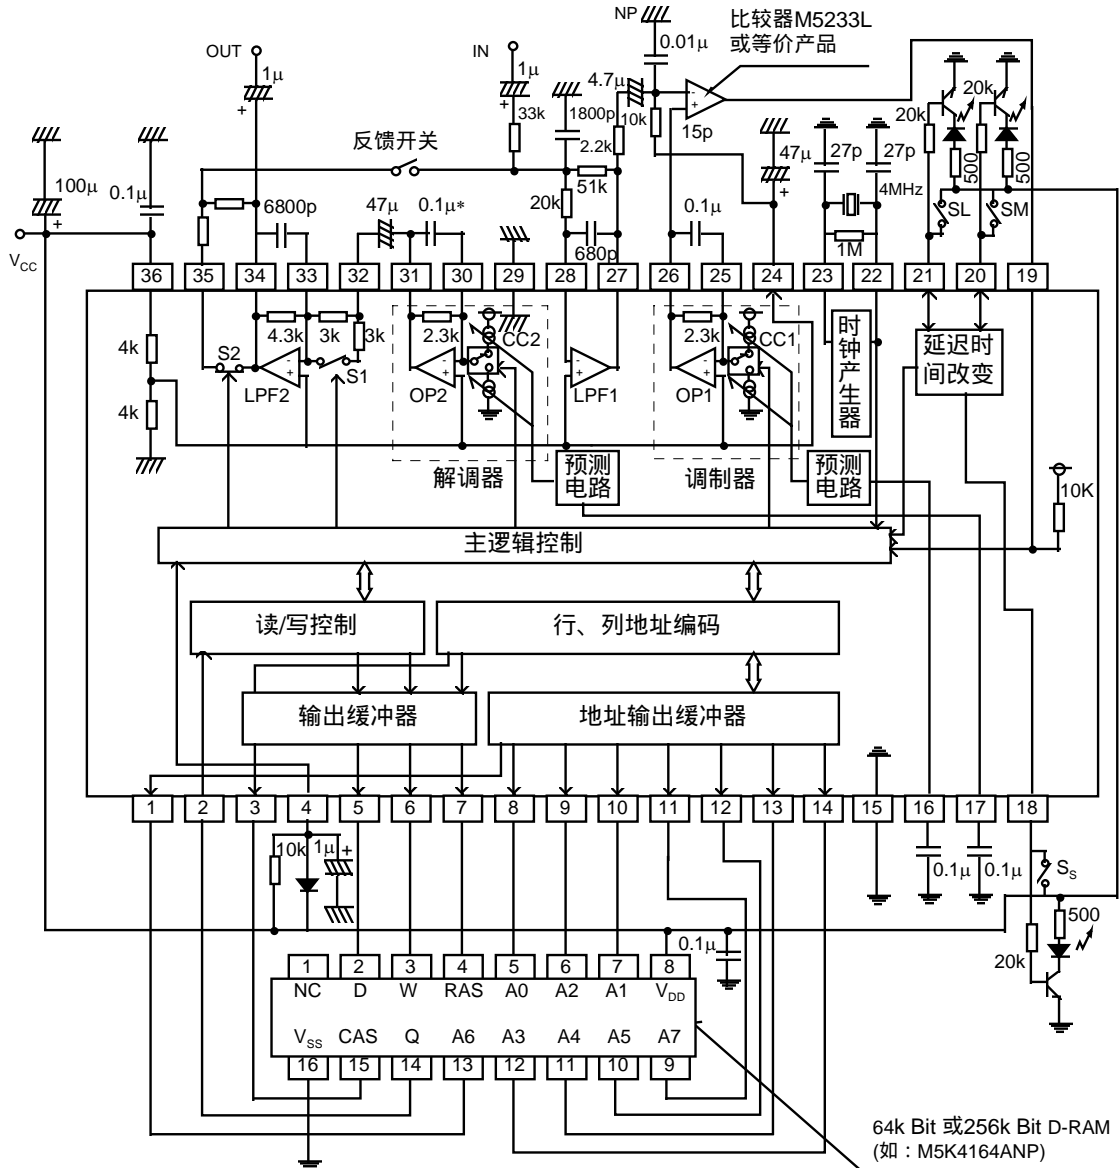 NP
比较器M5233L
或等价产品
OUT
IN
0.01μ
1μ
+
1μ
+
4.7μ
33k
1800p
10k
-
+
15p
反馈开关
2.2k
47μ
+
27p
27p
4MHz
20k
20k
500
500
100μ
+
0.1μ
6800p
47μ
0.1μ*
20k
51k
0.1μ
SL
SM
VCC
680p
1M
36
35
34
33
32
31
30
29
28
27
26
25
24
23
22
21
20
19
4k
4k
S2
4.3k
3k
3k
-
+
LPF2
S1
2.3k
-
+
OP2
CC2
-
+
LPF1
2.3k
-
+
OP1
CC1
时钟产生器
延迟时
间改变
解调器
预测
电路
调制器
预测
电路
10K
主逻辑控制
读/写控制
行、列地址编码
输出缓冲器
地址输出缓冲器
1
2
3
4
5
6
7
8
9
10
11
12
13
14
15
16
17
18
10k
1μ
+
0.1μ
0.1μ
SS
500
20k
0.1μ
1
2
3
4
5
6
7
8
NC
D
W
RAS
A0
A2
A1
VDD
VSS
CAS
Q
A6
A3
A4
A5
A7
16
15
14
13
12
11
10
9
64k Bit 或256k Bit D-RAM
(如：M5K4164ANP)